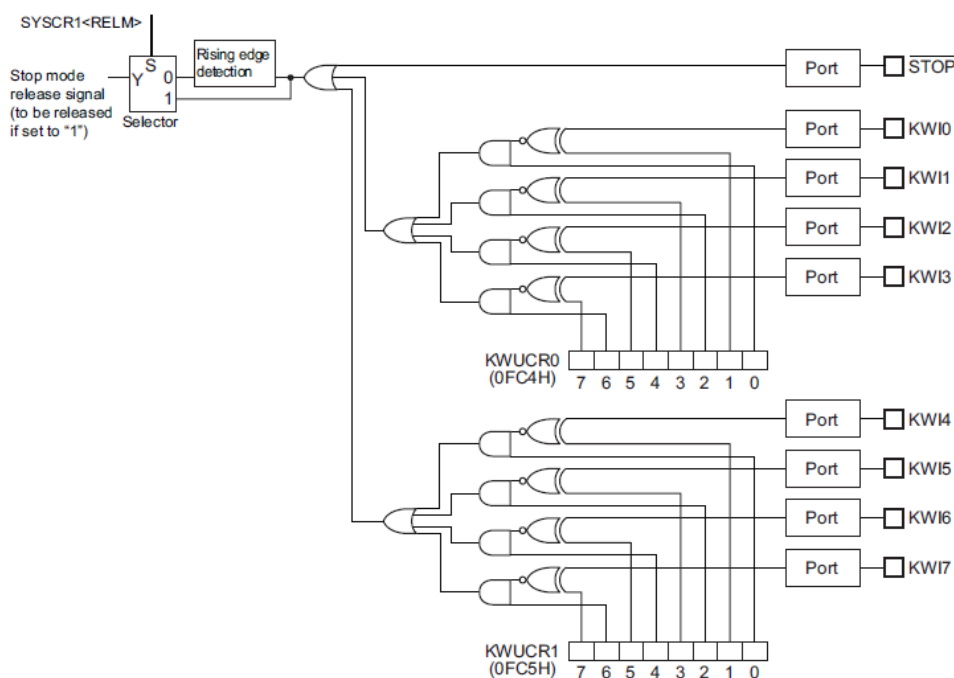 SYSCR1<RELM>
Stop mode
release signal
(to be released
if set to "1")
S
Y
0
1
Selector
Rising edge
detection
Port
STOP
Port
KWI0
Port
KWI1
Port
KWI2
Port
KWI3
KWUCR0
(0FC4H)
7 6 5 4 3 2 1 0
Port
KWI4
Port
KWI5
Port
KWI6
Port
KWI7
KWUCR1
(0FC5H)
7 6 5 4 3 2 1 0